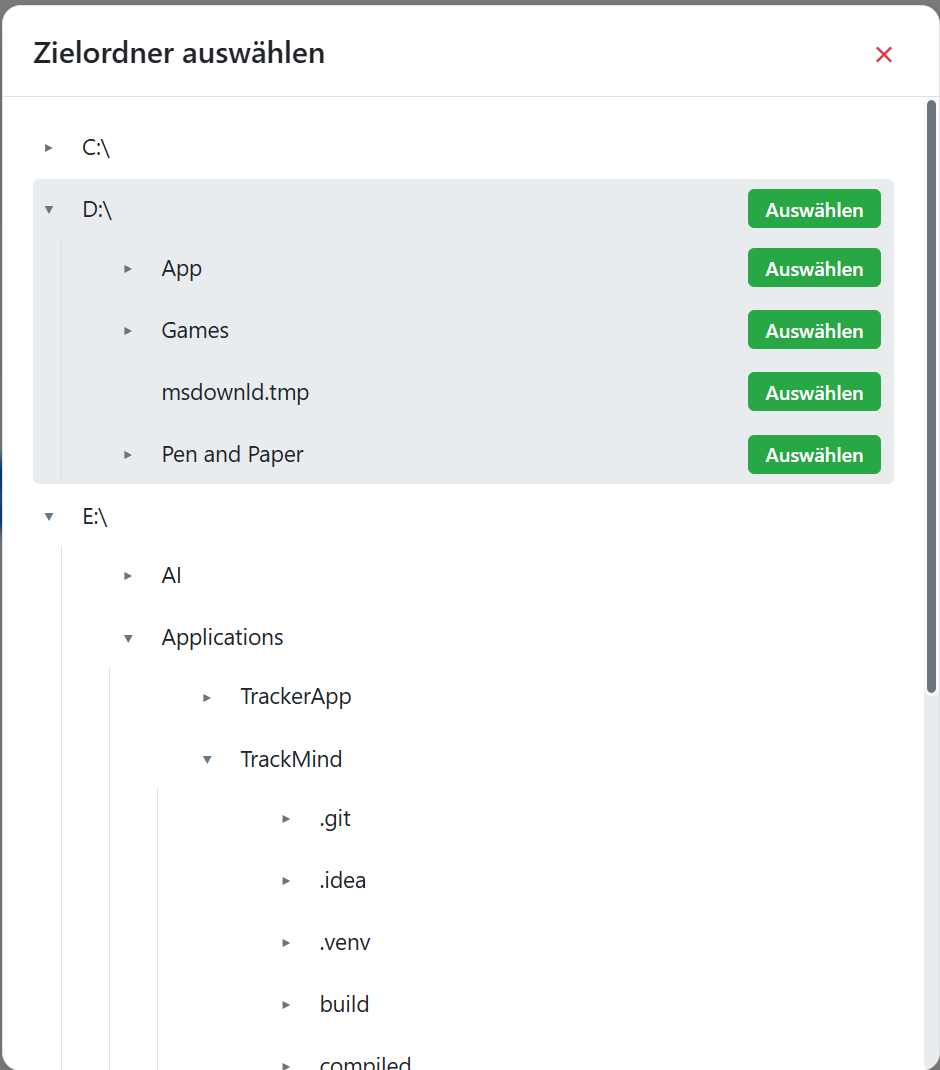 Zielordner auswählen
C:\
D:\ Auswählen
App Auswählen
Games Auswählen
msdownld.tmp Auswählen
Pen and Paper Auswählen
E:\
AI
Applications
TrackerApp
TrackMind
.git
.idea
.venv
build
compiled